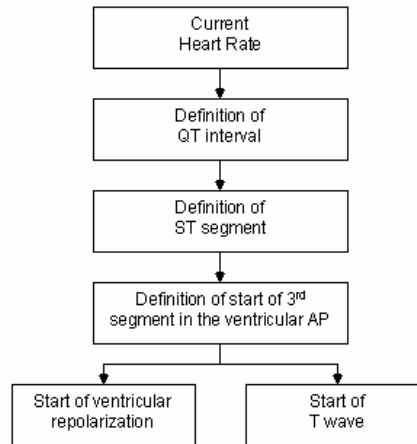 Current
Heart Rate
Definition of
QT interval
Definition of
ST segment
Definition of start of 3rd
segment in the ventricular AP
Start of ventricular
repolarization
Start of
T wave